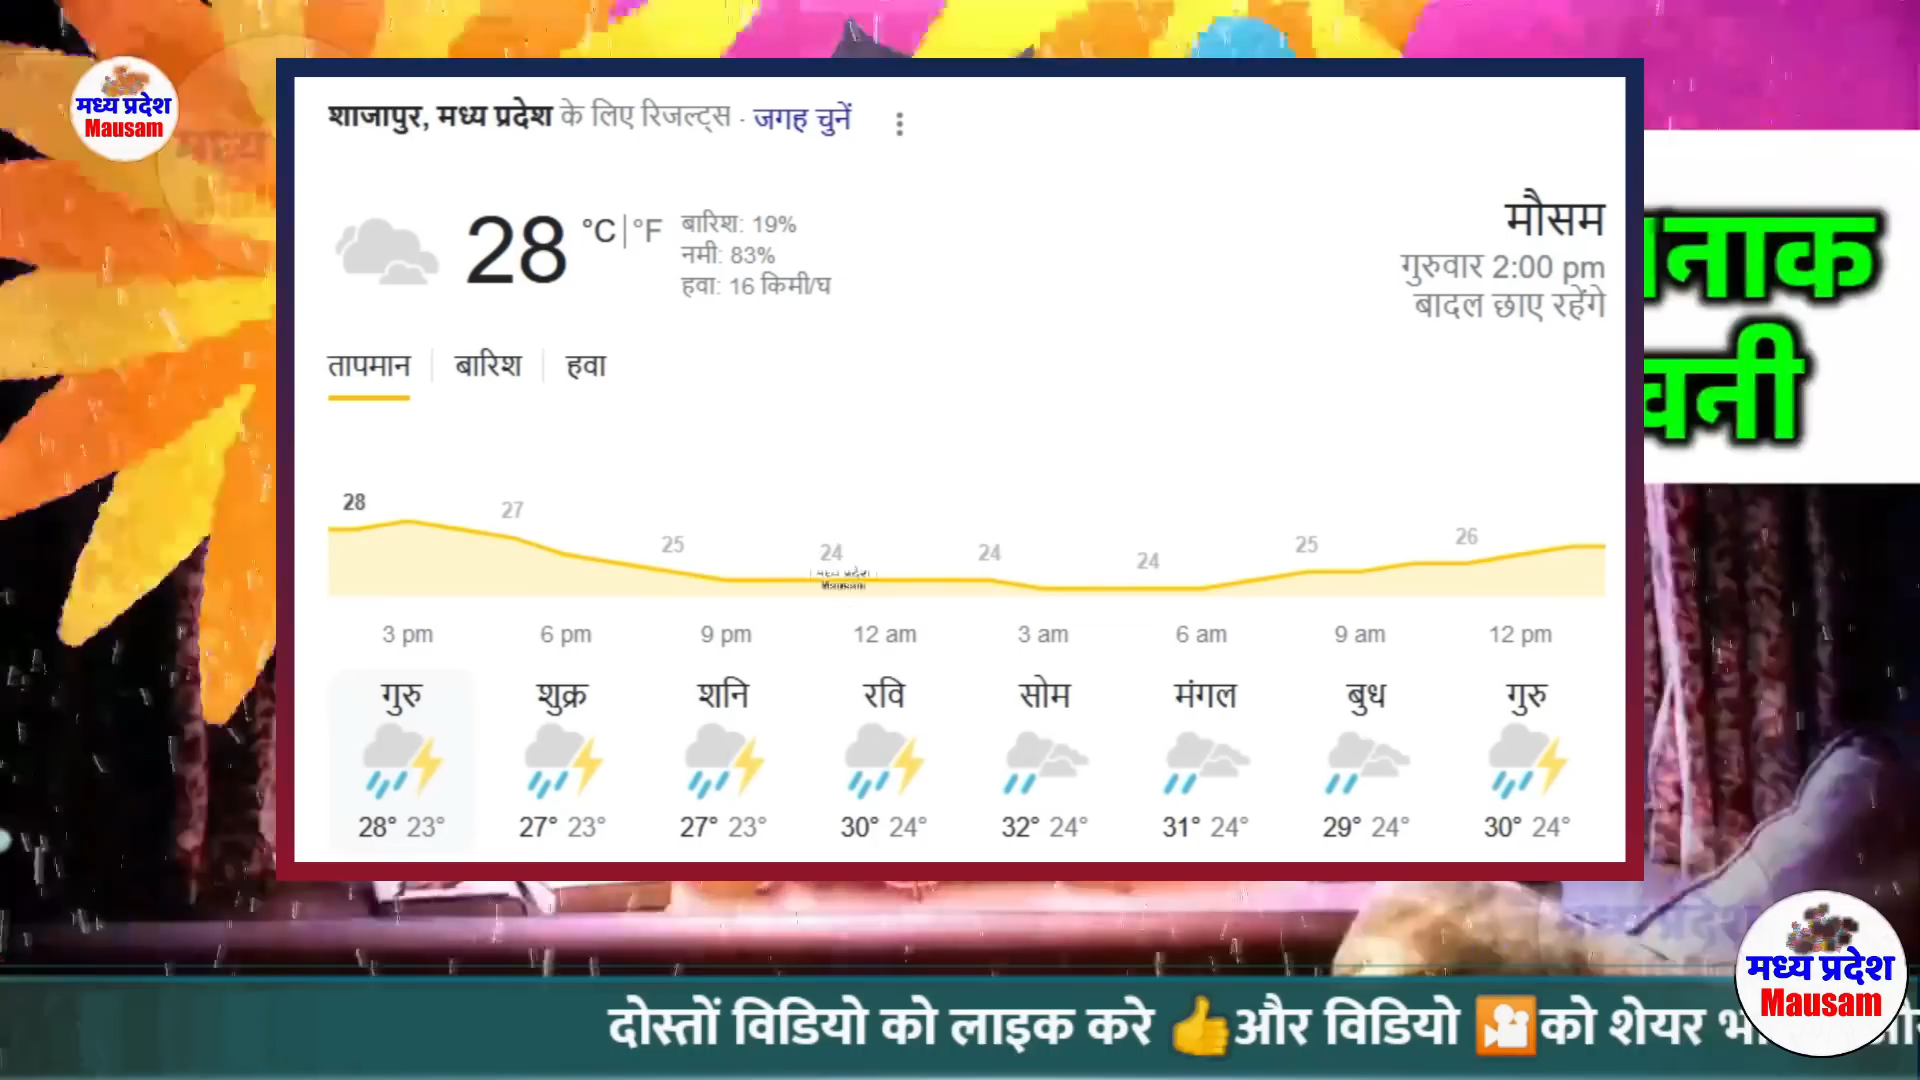 मध्य प्रदेश
Mausam
शाजापुर, मध्य प्रदेश के लिए रिजल्ट्स · जगह चुनें
28 °C | °F
बारिश: 19%
नमी: 83%
हवा: 16 किमी/घ
मौसम
गुरुवार 2:00 pm
बादल छाए रहेंगे
तापमान बारिश हवा
28 27 25 24 24 24 25 26
3 pm 6 pm 9 pm 12 am 3 am 6 am 9 am 12 pm
गुरु शुक्र शनि रवि सोम मंगल बुध गुरु
28° 23° 27° 23° 27° 23° 30° 24° 32° 24° 31° 24° 29° 24° 30° 24°
मध्य प्रदेश
Mausam
दोस्तों विडियो को लाइक करे 👍और विडियो 🎦को शेयर